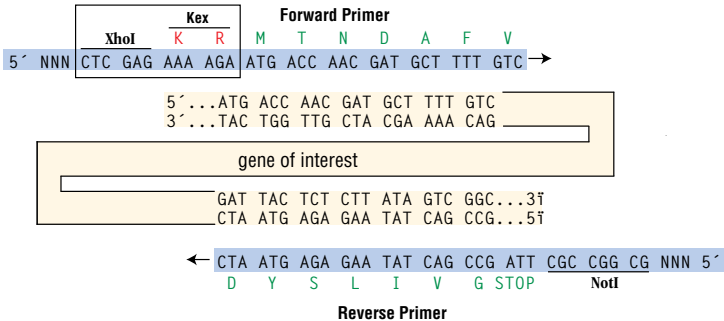 Forward Primer
Kex
XhoI K R M T N D A F V
5´ NNN CTC GAG AAA AGA ATG ACC AAC GAT GCT TTT GTC
5´...ATG ACC AAC GAT GCT TTT GTC
3´...TAC TGG TTG CTA CGA AAA CAG
gene of interest
GAT TAC TCT CTT ATA GTC GGC...3ï
CTA ATG AGA GAA TAT CAG CCG...5ï
CTA ATG AGA GAA TAT CAG CCG ATT CGC CGG CG NNN 5´
D Y S L I V G STOP NotI
Reverse Primer